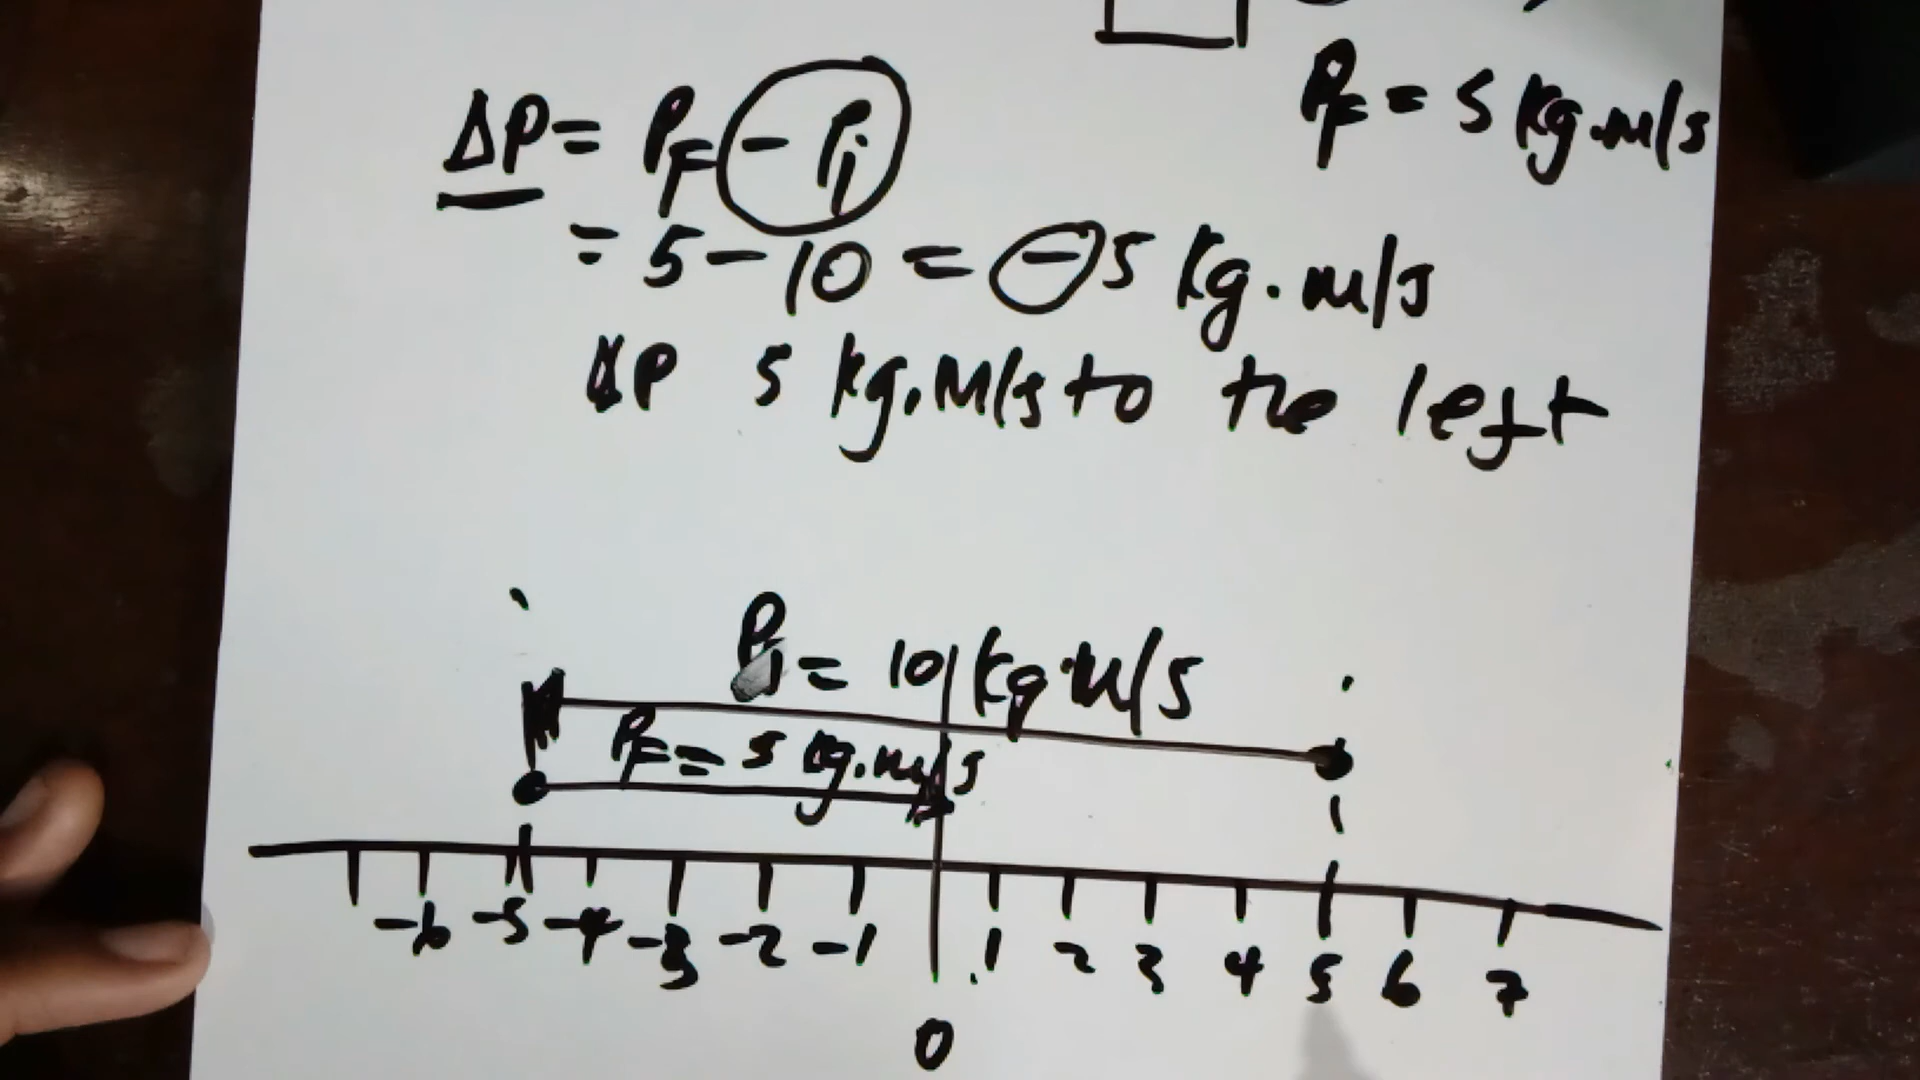 PF = 5 kg.m/s
ΔP = PF - Pi
= 5 - 10 = -5 kg.m/s
ΔP 5 kg.m/s to the left
Pi = 10 kg.m/s
PF = 5 kg.m/s
-6 -5 -4 -3 -2 -1 1 2 3 4 5 6 7
0